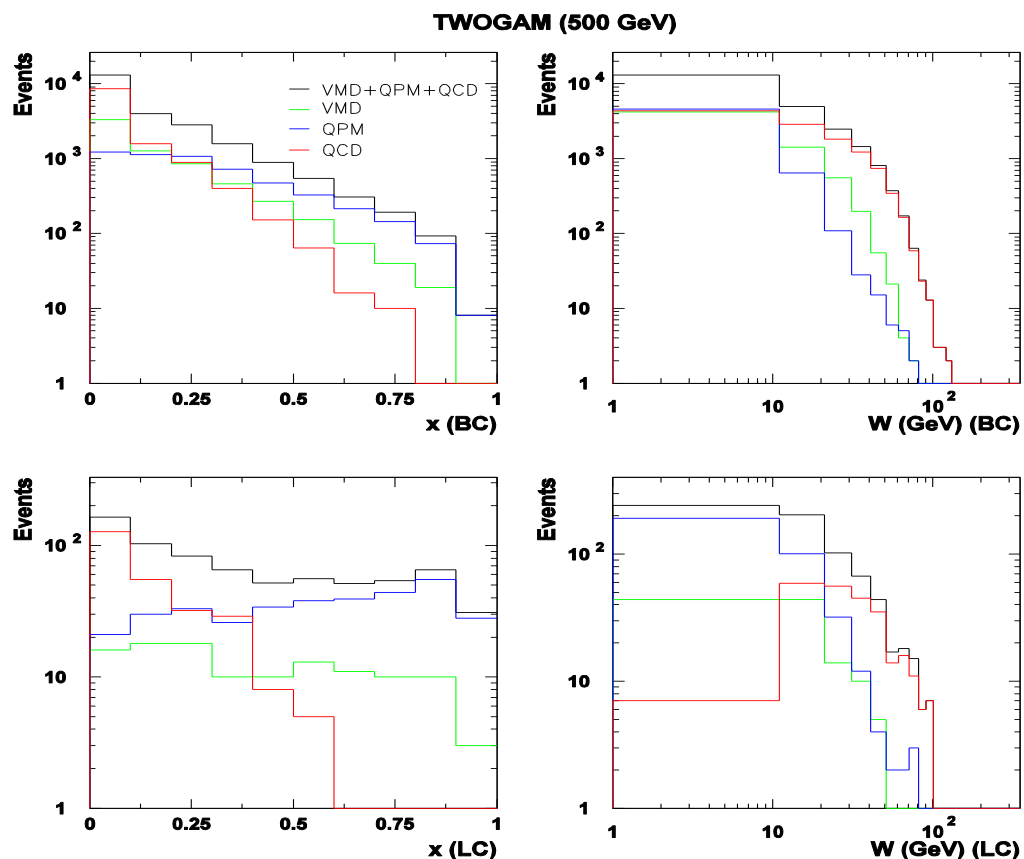 TWOGAM (500 GeV)
Events
10^4
10^3
10^2
10
1
VMD+QPM+QCD
VMD
QPM
QCD
0 0.25 0.5 0.75 1
x (BC)
Events
10^4
10^3
10^2
10
1
1 10 10^2
W (GeV) (BC)
Events
10^2
10
1
0 0.25 0.5 0.75 1
x (LC)
Events
10^2
10
1
1 10 10^2
W (GeV) (LC)